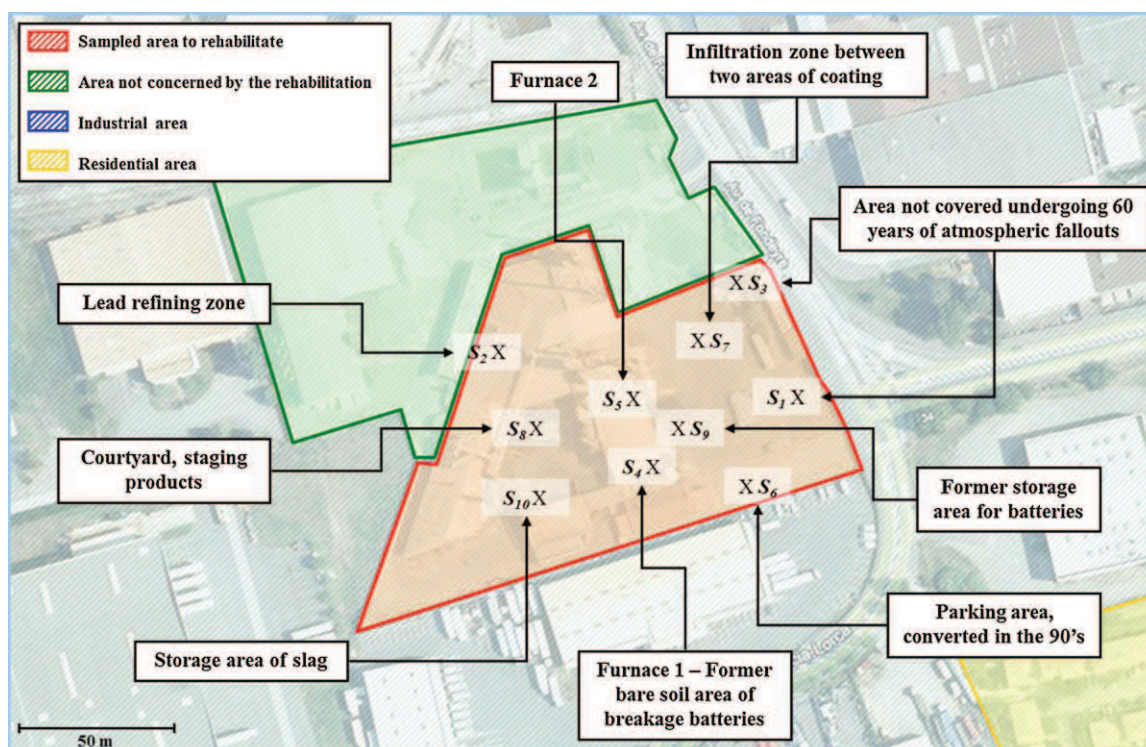 Sampled area to rehabilitate
Area not concerned by the rehabilitation
Industrial area
Residential area
Furnace 2
Infiltration zone between
two areas of coating
Area not covered undergoing 60
years of atmospheric fallouts
Lead refining zone
Courtyard, staging
products
Storage area of slag
Furnace 1 – Former
bare soil area of
breakage batteries
Former storage
area for batteries
Parking area,
converted in the 90's
X S3
X S7
S2 X
S5 X
S1 X
S8 X
X S9
S4 X
S10 X
X S6
Av. de Fondeyre
50 m